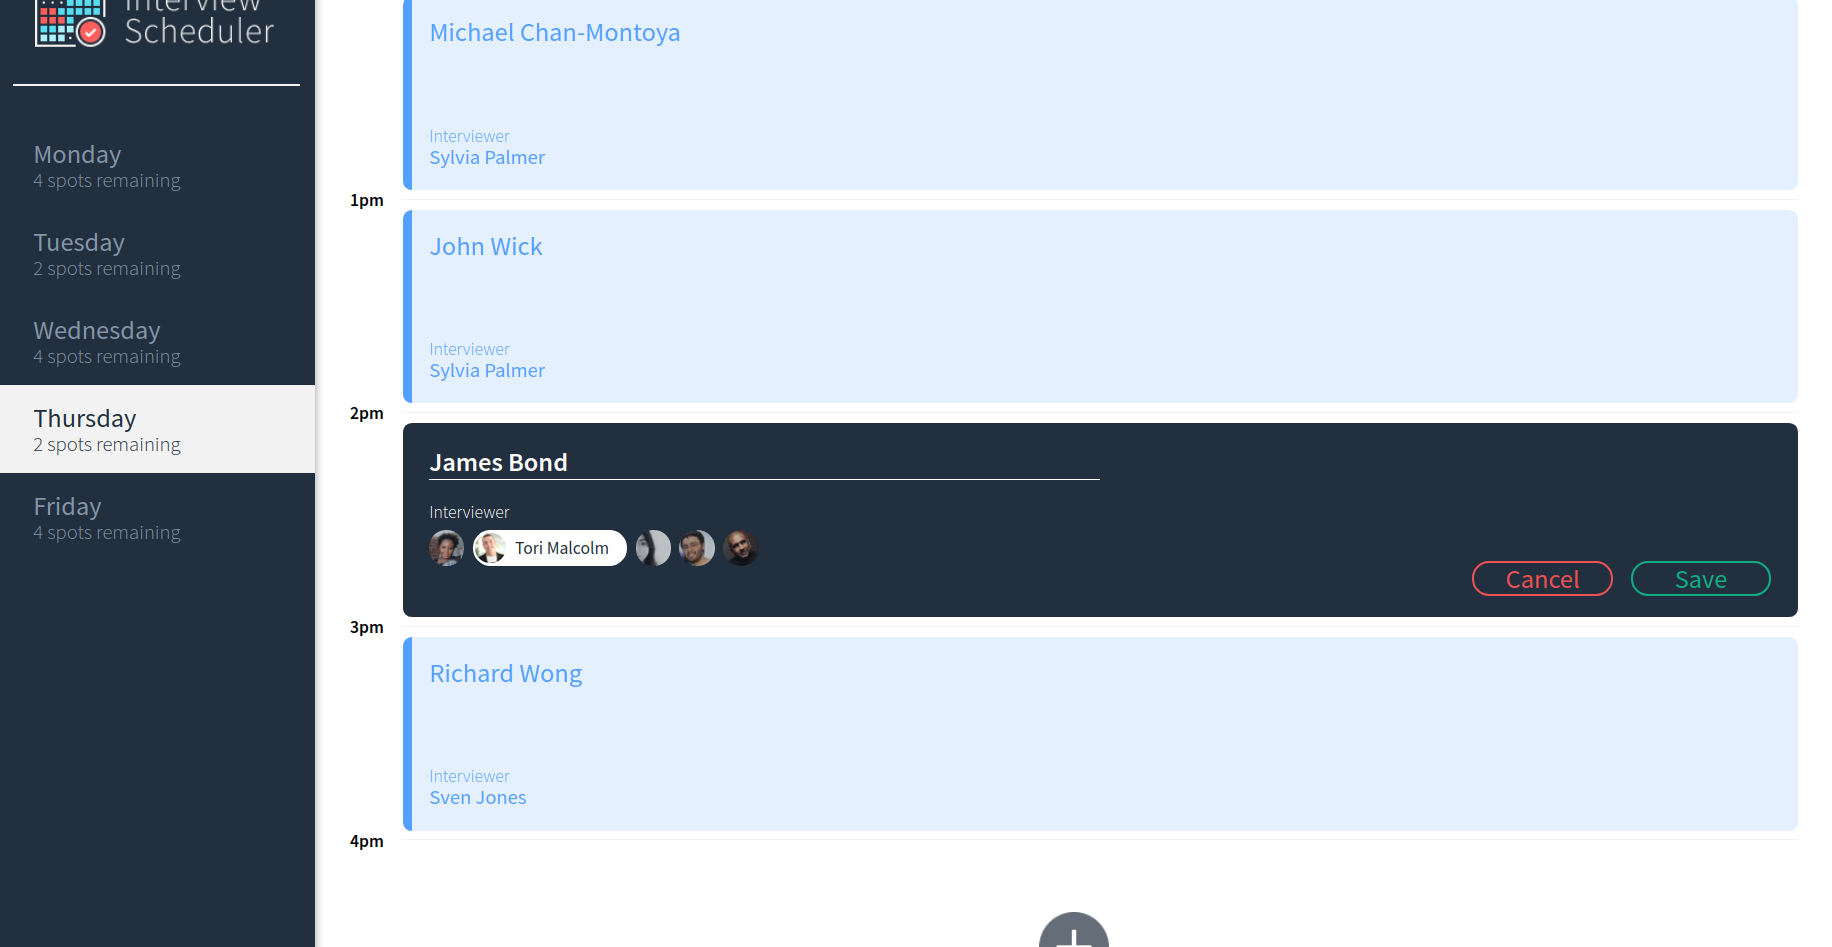 Interview
Scheduler
Monday
4 spots remaining
Tuesday
2 spots remaining
Wednesday
4 spots remaining
Thursday
2 spots remaining
Friday
4 spots remaining
Michael Chan-Montoya
Interviewer
Sylvia Palmer
1pm
John Wick
Interviewer
Sylvia Palmer
2pm
James Bond
Interviewer
Tori Malcolm
Cancel
Save
3pm
Richard Wong
Interviewer
Sven Jones
4pm